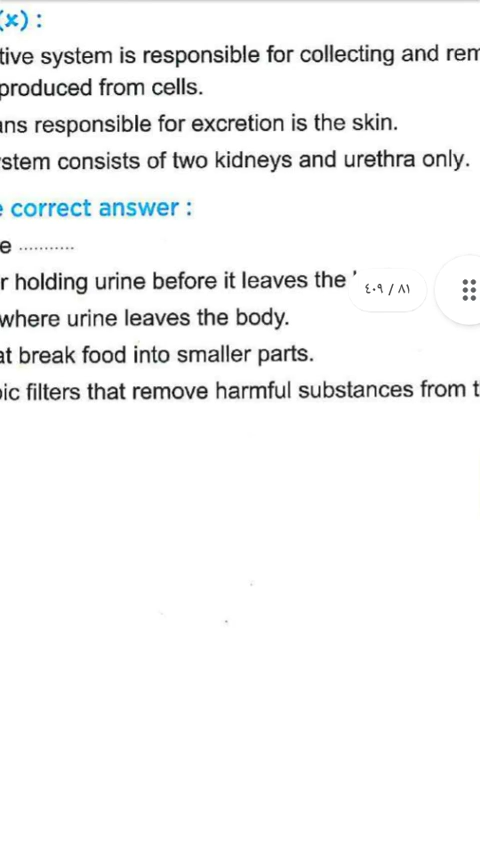 (x) :
tive system is responsible for collecting and rem
produced from cells.
ans responsible for excretion is the skin.
stem consists of two kidneys and urethra only.
e correct answer :
e ...........
r holding urine before it leaves the
٤٠٩ / ٨١
where urine leaves the body.
at break food into smaller parts.
pic filters that remove harmful substances from t